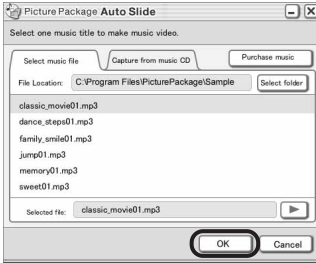 Picture Package Auto Slide
Select one music title to make music video.
Select music file
Capture from music CD
Purchase music
File Location: C:\Program Files\PicturePackage\Sample Select folder
classic_movie01.mp3
dance_steps01.mp3
family_smile01.mp3
jump01.mp3
memory01.mp3
sweet01.mp3
Selected file: classic_movie01.mp3
OK Cancel